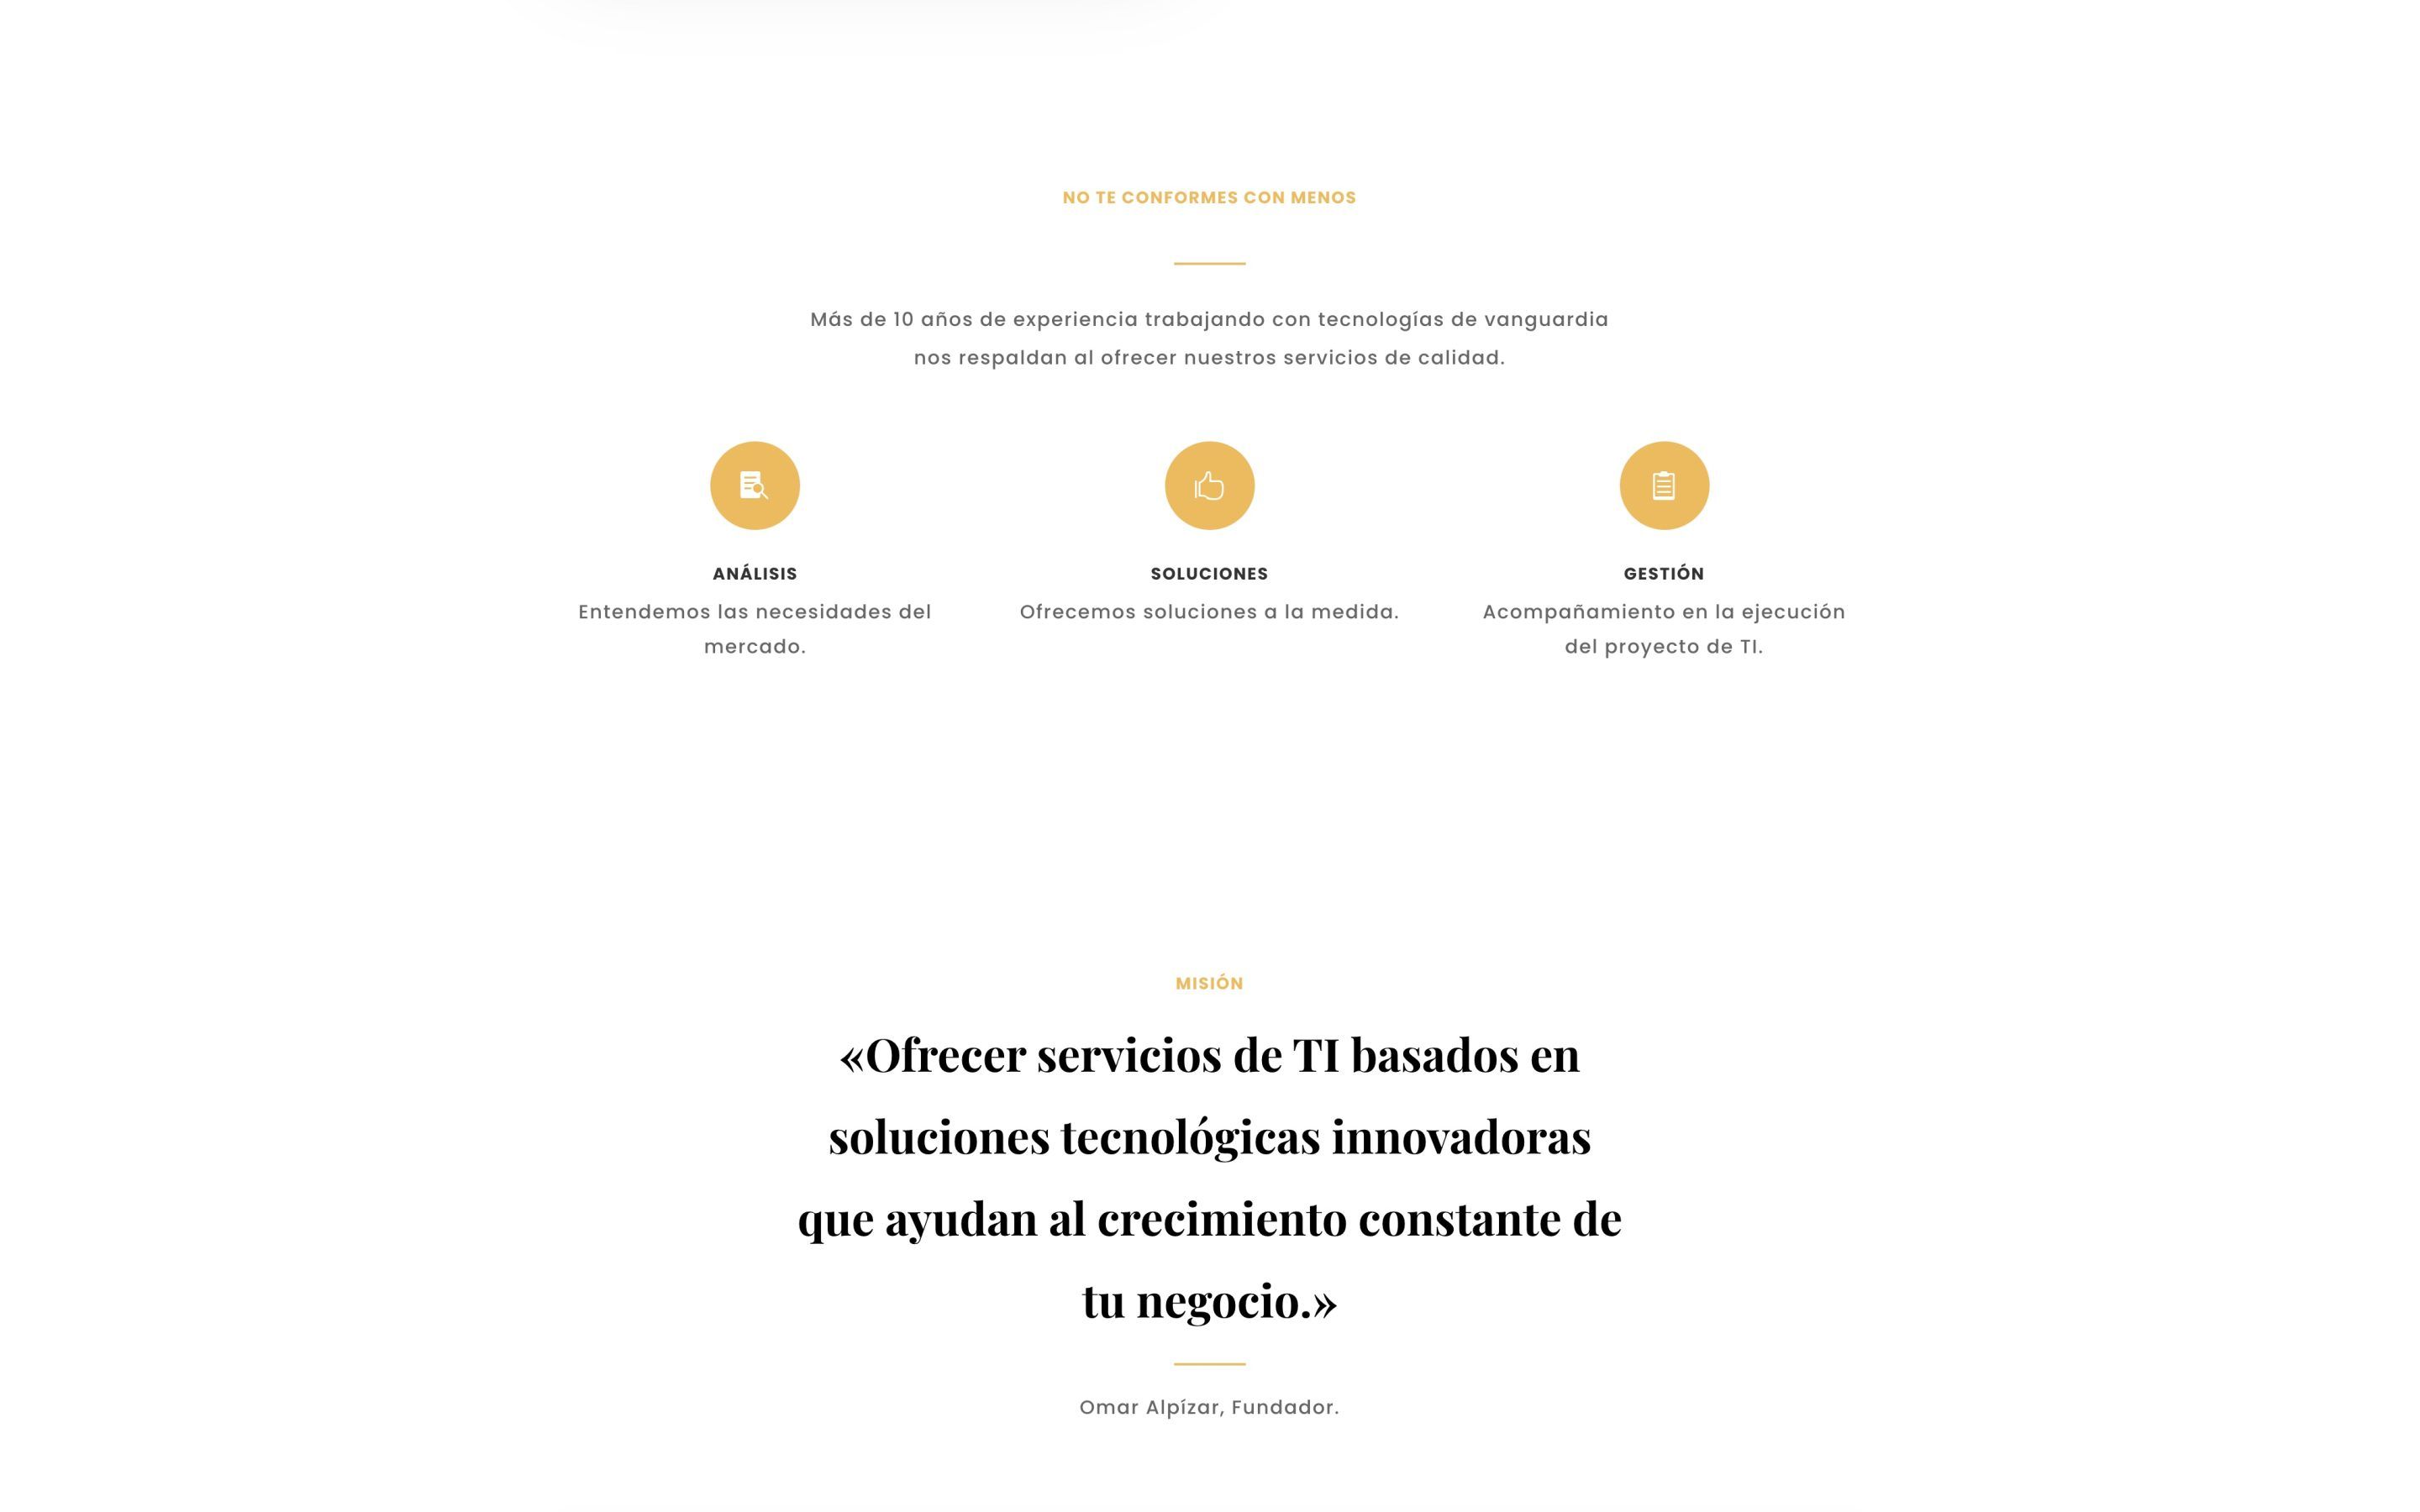 NO TE CONFORMES CON MENOS
Más de 10 años de experiencia trabajando con tecnologías de vanguardia
nos respaldan al ofrecer nuestros servicios de calidad.
ANÁLISIS
Entendemos las necesidades del
mercado.
SOLUCIONES
Ofrecemos soluciones a la medida.
GESTIÓN
Acompañamiento en la ejecución
del proyecto de TI.
MISIÓN
«Ofrecer servicios de TI basados en
soluciones tecnológicas innovadoras
que ayudan al crecimiento constante de
tu negocio.»
Omar Alpízar, Fundador.